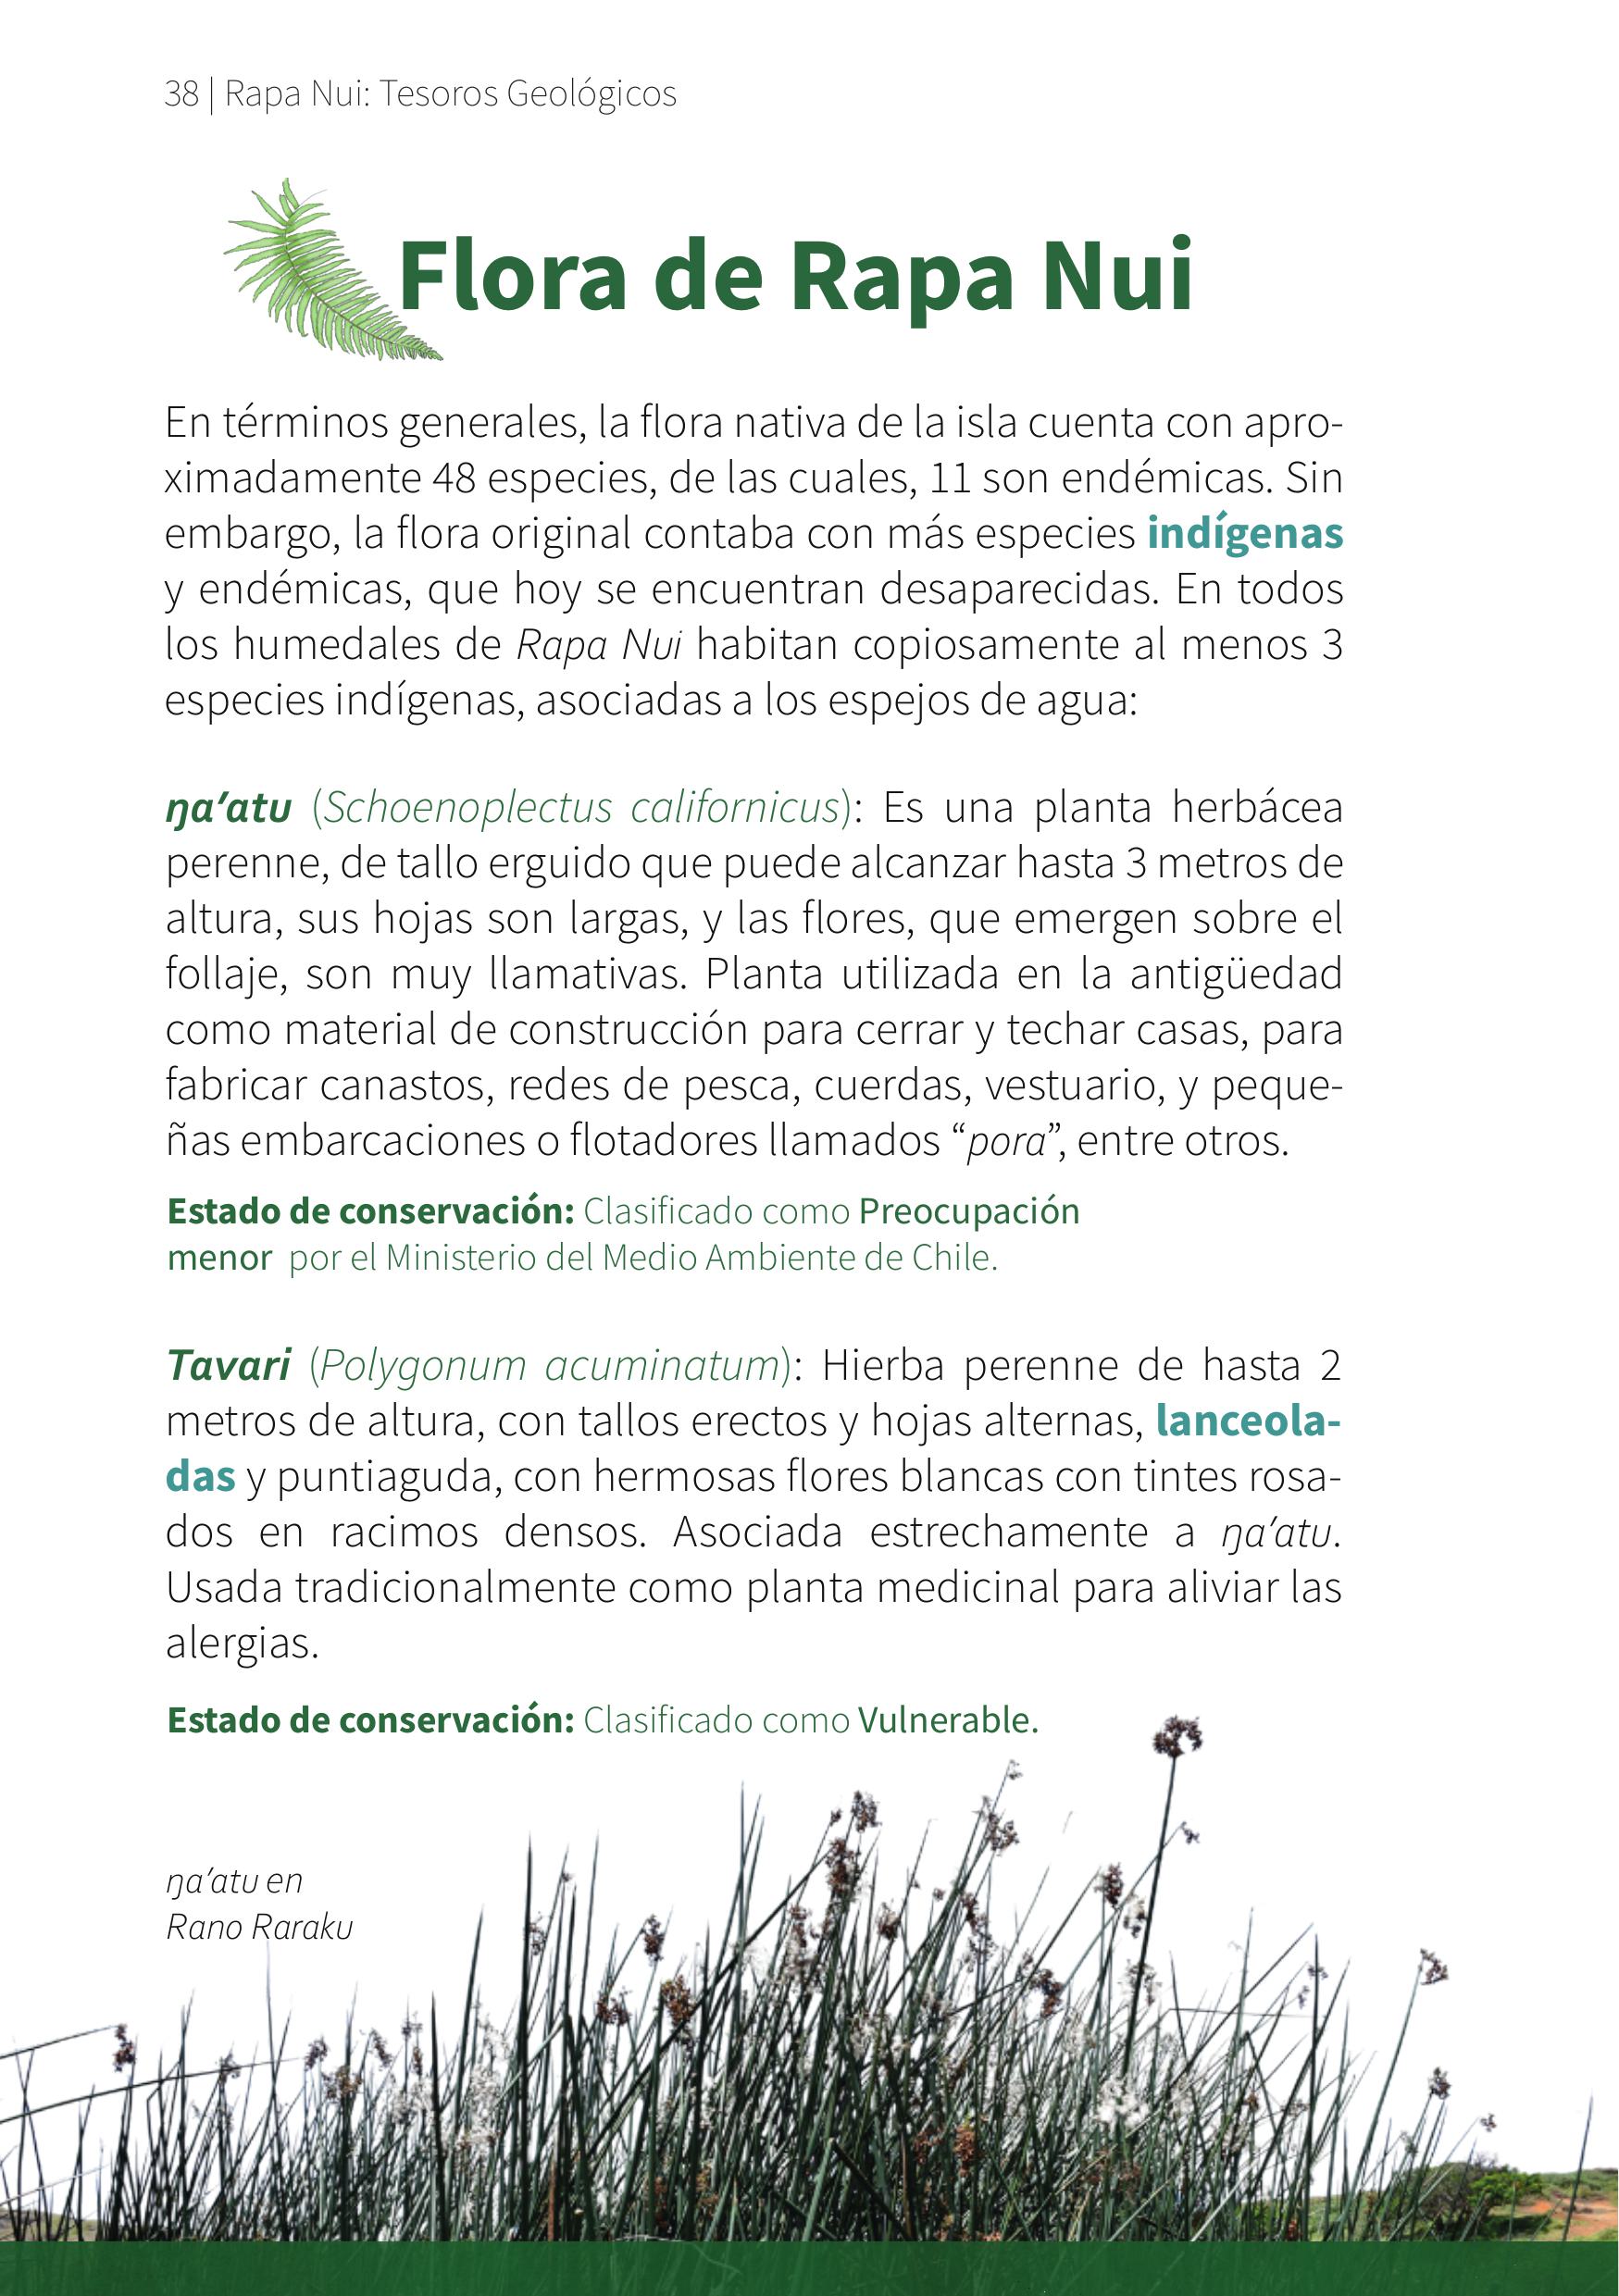 38 | Rapa Nui: Tesoros Geológicos
Flora de Rapa Nui
En términos generales, la flora nativa de la isla cuenta con apro-
ximadamente 48 especies, de las cuales, 11 son endémicas. Sin
embargo, la flora original contaba con más especies indígenas
y endémicas, que hoy se encuentran desaparecidas. En todos
los humedales de Rapa Nui habitan copiosamente al menos 3
especies indígenas, asociadas a los espejos de agua:
ŋa’atu (Schoenoplectus californicus): Es una planta herbácea
perenne, de tallo erguido que puede alcanzar hasta 3 metros de
altura, sus hojas son largas, y las flores, que emergen sobre el
follaje, son muy llamativas. Planta utilizada en la antigüedad
como material de construcción para cerrar y techar casas, para
fabricar canastos, redes de pesca, cuerdas, vestuario, y peque-
ñas embarcaciones o flotadores llamados “pora”, entre otros.
Estado de conservación: Clasificado como Preocupación
menor por el Ministerio del Medio Ambiente de Chile.
Tavari (Polygonum acuminatum): Hierba perenne de hasta 2
metros de altura, con tallos erectos y hojas alternas, lanceola-
das y puntiaguda, con hermosas flores blancas con tintes rosa-
dos en racimos densos. Asociada estrechamente a ŋa’atu.
Usada tradicionalmente como planta medicinal para aliviar las
alergias.
Estado de conservación: Clasificado como Vulnerable.
ŋa’atu en
Rano Raraku